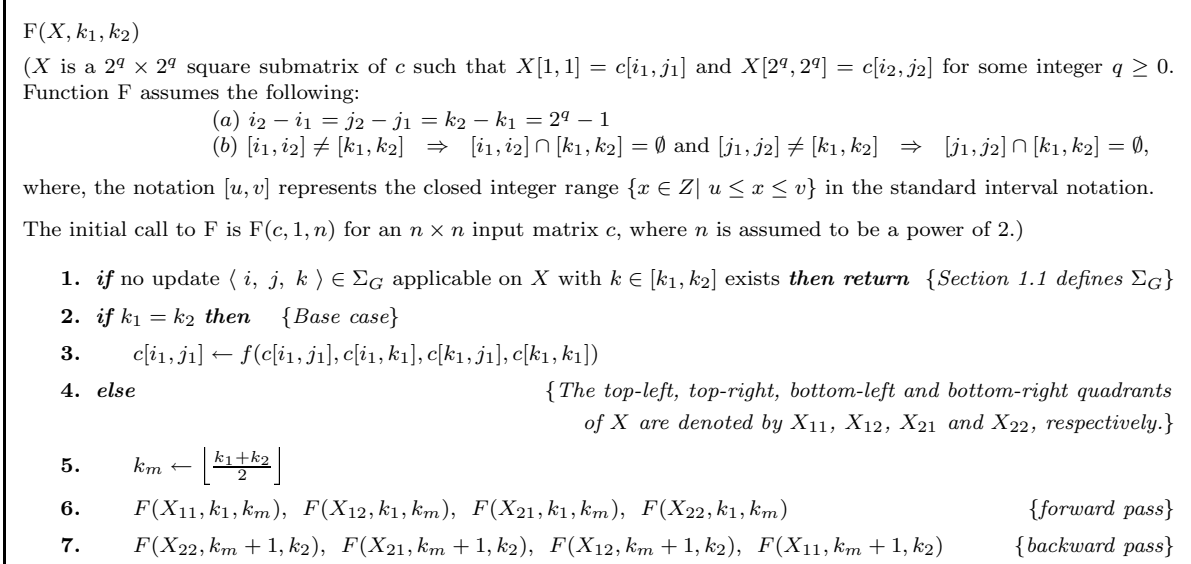 F(X, k₁, k₂)
(X is a 2^q × 2^q square submatrix of c such that X[1, 1] = c[i₁, j₁] and X[2^q, 2^q] = c[i₂, j₂] for some integer q ≥ 0.
Function F assumes the following:
(a) i₂ − i₁ = j₂ − j₁ = k₂ − k₁ = 2^q − 1
(b) [i₁, i₂] ≠ [k₁, k₂] ⇒ [i₁, i₂] ∩ [k₁, k₂] = ∅ and [j₁, j₂] ≠ [k₁, k₂] ⇒ [j₁, j₂] ∩ [k₁, k₂] = ∅,
where, the notation [u, v] represents the closed integer range {x ∈ Z| u ≤ x ≤ v} in the standard interval notation.
The initial call to F is F(c, 1, n) for an n × n input matrix c, where n is assumed to be a power of 2.)
1. if no update ⟨ i, j, k ⟩ ∈ Σ_G applicable on X with k ∈ [k₁, k₂] exists then return {Section 1.1 defines Σ_G}
2. if k₁ = k₂ then {Base case}
3. c[i₁, j₁] ← f(c[i₁, j₁], c[i₁, k₁], c[k₁, j₁], c[k₁, k₁])
4. else {The top-left, top-right, bottom-left and bottom-right quadrants
of X are denoted by X₁₁, X₁₂, X₂₁ and X₂₂, respectively.}
5. k_m ← ⌊(k₁+k₂)/2⌋
6. F(X₁₁, k₁, k_m), F(X₁₂, k₁, k_m), F(X₂₁, k₁, k_m), F(X₂₂, k₁, k_m) {forward pass}
7. F(X₂₂, k_m + 1, k₂), F(X₂₁, k_m + 1, k₂), F(X₁₂, k_m + 1, k₂), F(X₁₁, k_m + 1, k₂) {backward pass}